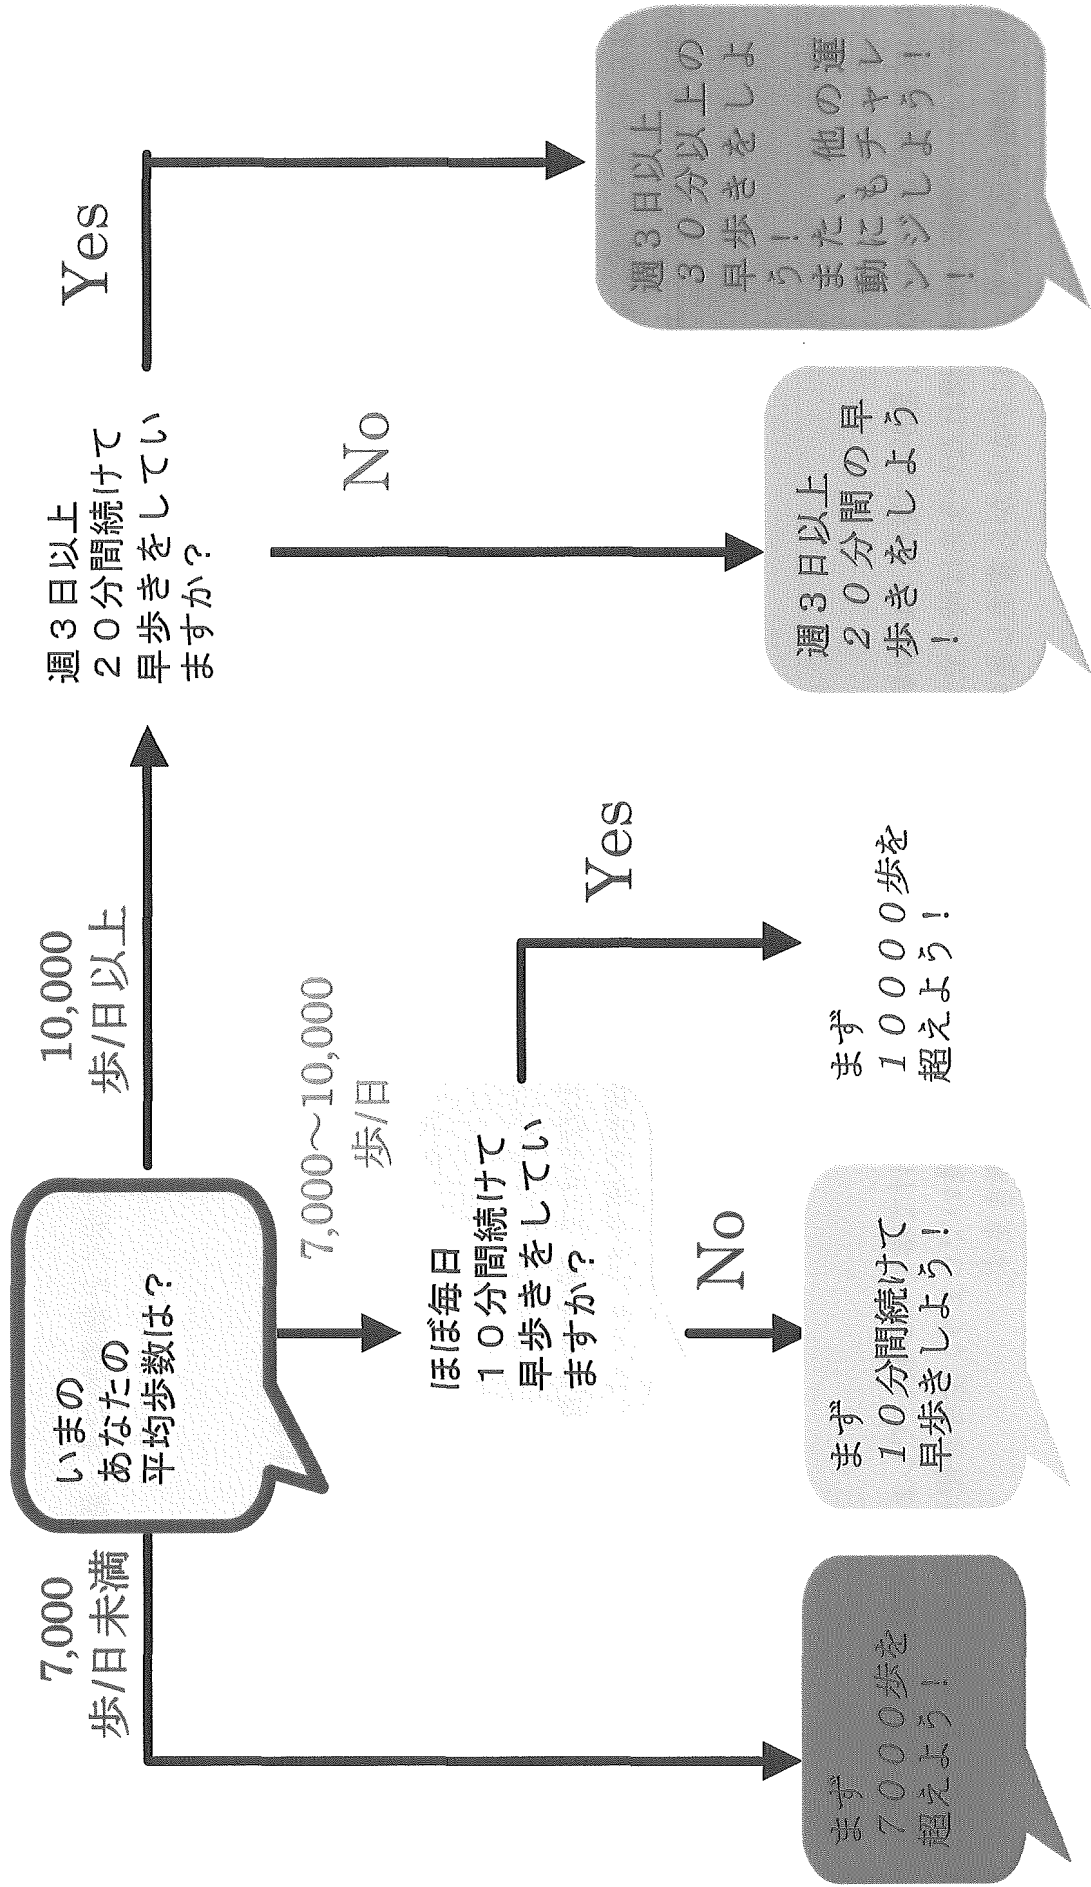 いまの
あなたの
平均歩数は？
7,000
歩/日未満
10,000
歩/日以上
7,000～10,000
歩/日
週３日以上
２０分間続けて
早歩きをしてい
ますか？
Yes
No
ほぼ毎日
１０分間続けて
早歩きをしてい
ますか？
Yes
No
まず
７０００歩を
超えよう！
まず
１０分間続けて
早歩きしよう！
まず
１００００歩を
超えよう！
週３日以上
２０分間の早
歩きをしよう
！
週３日以上
３０分以上の
早歩きをしよ
う！
また、他の運
動にもチャレ
ンジしよう！
！